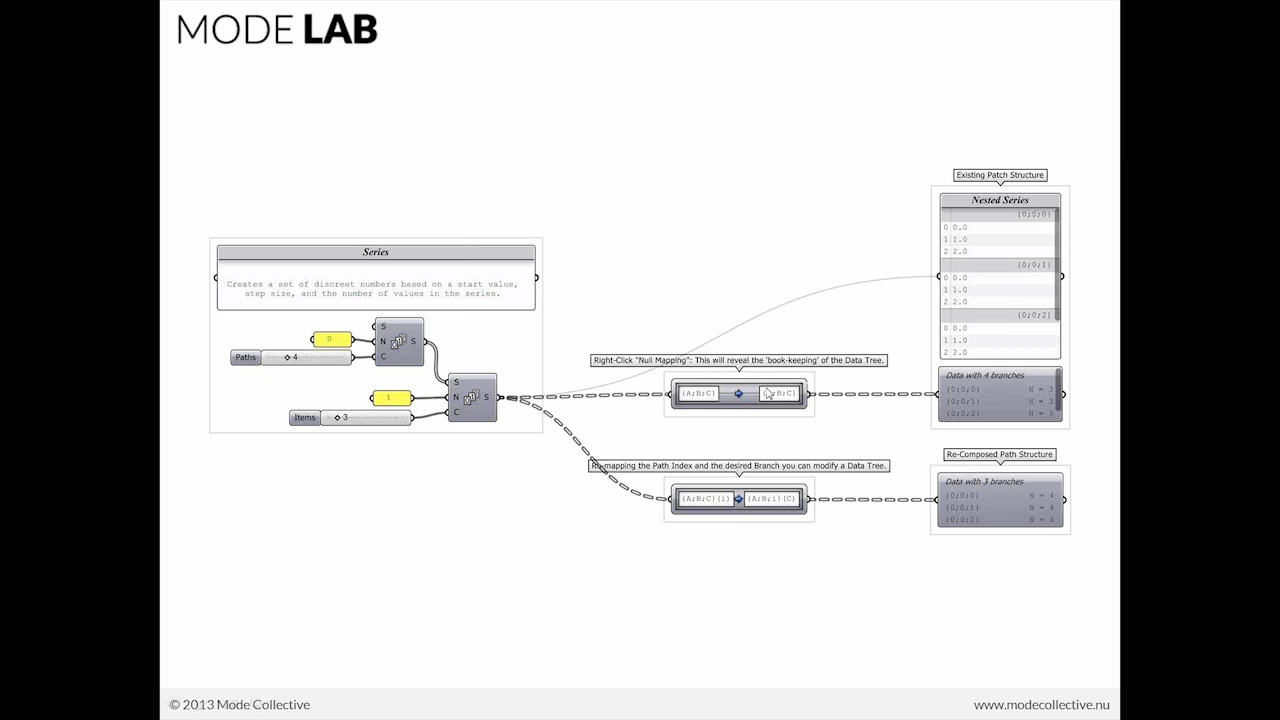 MODE LAB
Existing Patch Structure
Nested Series
{0;0;0}
0 0.0
1 1.0
2 2.0
{0;0;1}
0 0.0
1 1.0
2 2.0
{0;0;2}
0 0.0
1 1.0
2 2.0
Series
Creates a set of discreet numbers based on a start value,
step size, and the number of values in the series.
S
0
N
S
Paths
4
C
S
1
N
S
Items
3
C
Right-Click "Null Mapping": This will reveal the 'book-keeping' of the Data Tree.
{A;B;C}
B;C}
Data with 4 branches
{0;0;0} N = 3
{0;0;1} N = 3
{0;0;2} N = 3
Re-Composed Path Structure
Re-mapping the Path Index and the desired Branch you can modify a Data Tree.
{A;B;C}(i)
{A;B;i}(C)
Data with 3 branches
{0;0;0} N = 4
{0;0;1} N = 4
{0;0;2} N = 4
© 2013 Mode Collective
www.modecollective.nu